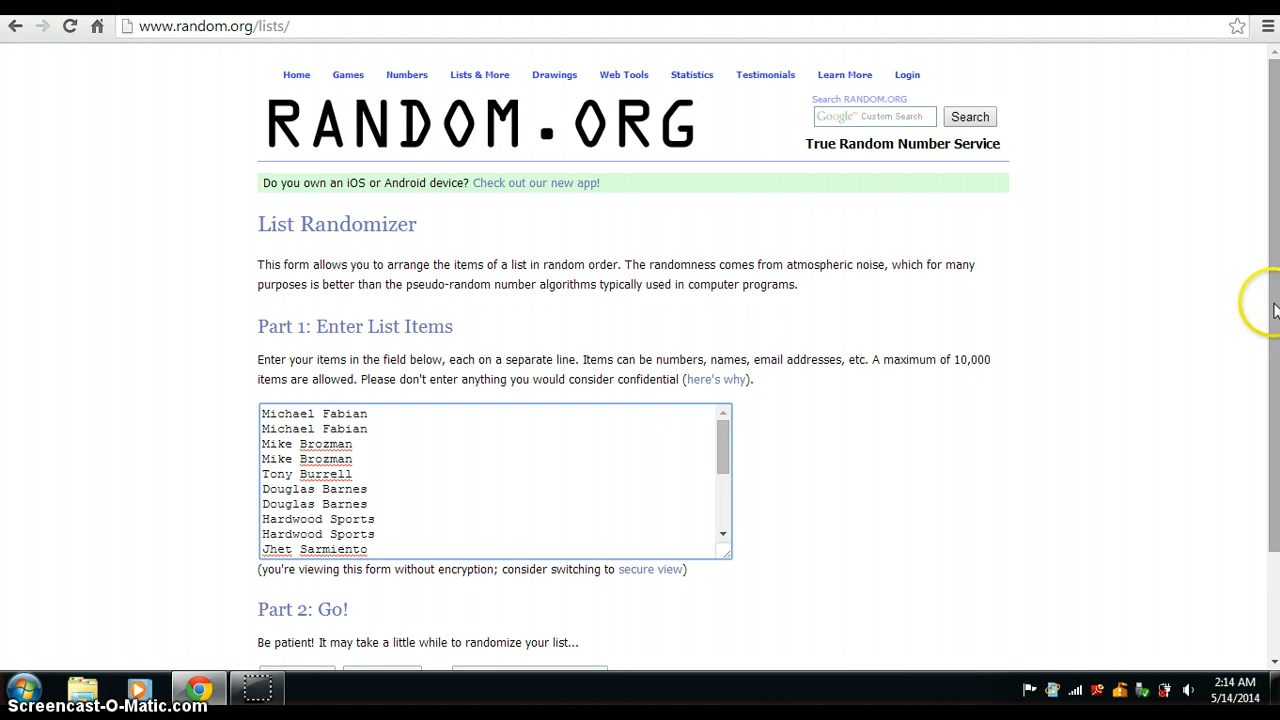 www.random.org/lists/
Home Games Numbers Lists & More Drawings Web Tools Statistics Testimonials Learn More Login
RANDOM.ORG
Search RANDOM.ORG
Google™ Custom Search Search
True Random Number Service
Do you own an iOS or Android device? Check out our new app!
List Randomizer
This form allows you to arrange the items of a list in random order. The randomness comes from atmospheric noise, which for many
purposes is better than the pseudo-random number algorithms typically used in computer programs.
Part 1: Enter List Items
Enter your items in the field below, each on a separate line. Items can be numbers, names, email addresses, etc. A maximum of 10,000
items are allowed. Please don't enter anything you would consider confidential (here's why).
Michael Fabian
Michael Fabian
Mike Brozman
Mike Brozman
Tony Burrell
Douglas Barnes
Douglas Barnes
Hardwood Sports
Hardwood Sports
Jhet Sarmiento
(you're viewing this form without encryption; consider switching to secure view)
Part 2: Go!
Be patient! It may take a little while to randomize your list...
2:14 AM
5/14/2014
Screencast-O-Matic.com